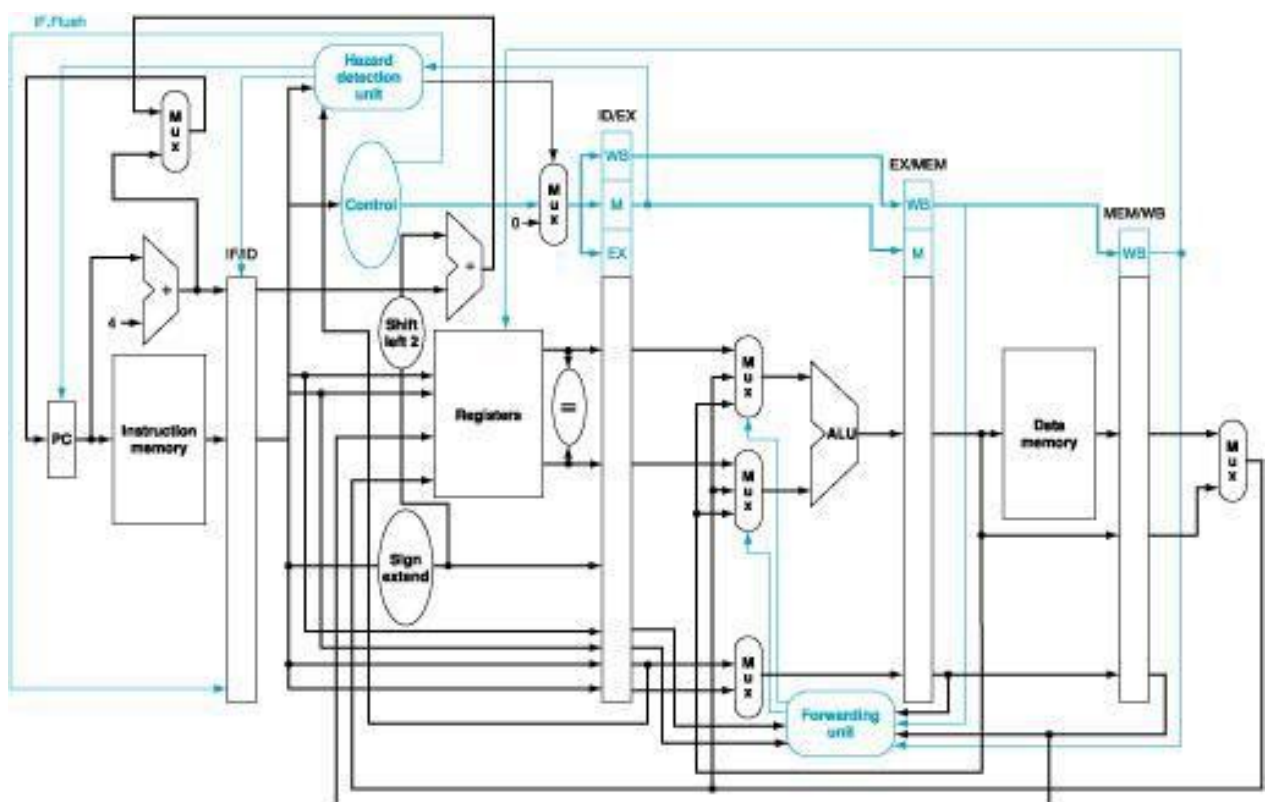 IF.Flush
Hazard
detection
unit
M
u
x
ID/EX
WB
EX/MEM
Control
M
u
x
M
WB
MEM/WB
0
IF/ID
EX
M
WB
+
+
4
Shift
left 2
M
u
x
PC
Instruction
memory
Registers
=
ALU
Data
memory
M
u
x
M
u
x
Sign
extend
M
u
x
Forwarding
unit